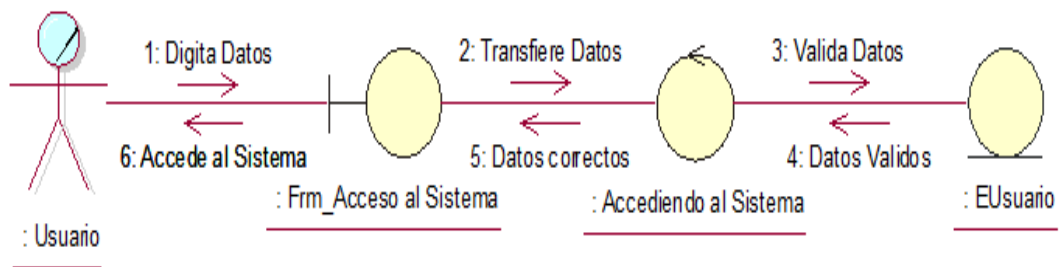 1: Digita Datos
2: Transfiere Datos
3: Valida Datos
6: Accede al Sistema
5: Datos correctos
4: Datos Validos
: Usuario
: Frm_Acceso al Sistema
: Accediendo al Sistema
: EUsuario